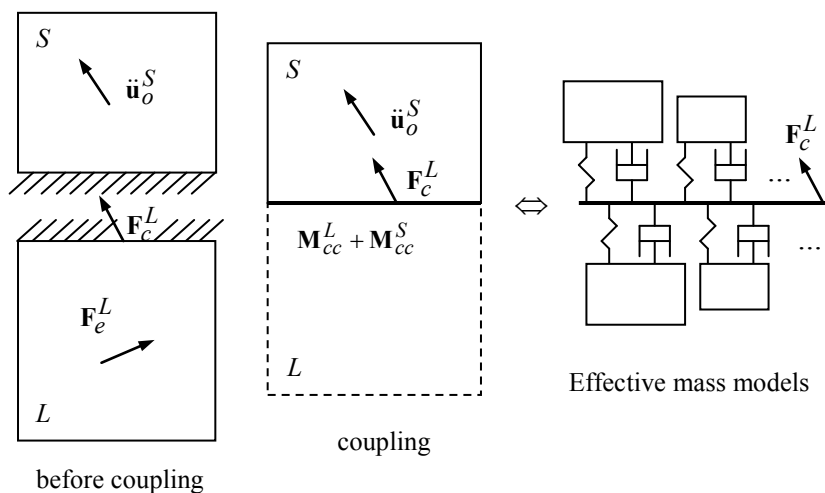 S
ü_o^S
F_c^L
F_e^L
L
before coupling
S
ü_o^S
F_c^L
M_cc^L + M_cc^S
L
coupling
⇔
F_c^L
...
...
Effective mass models